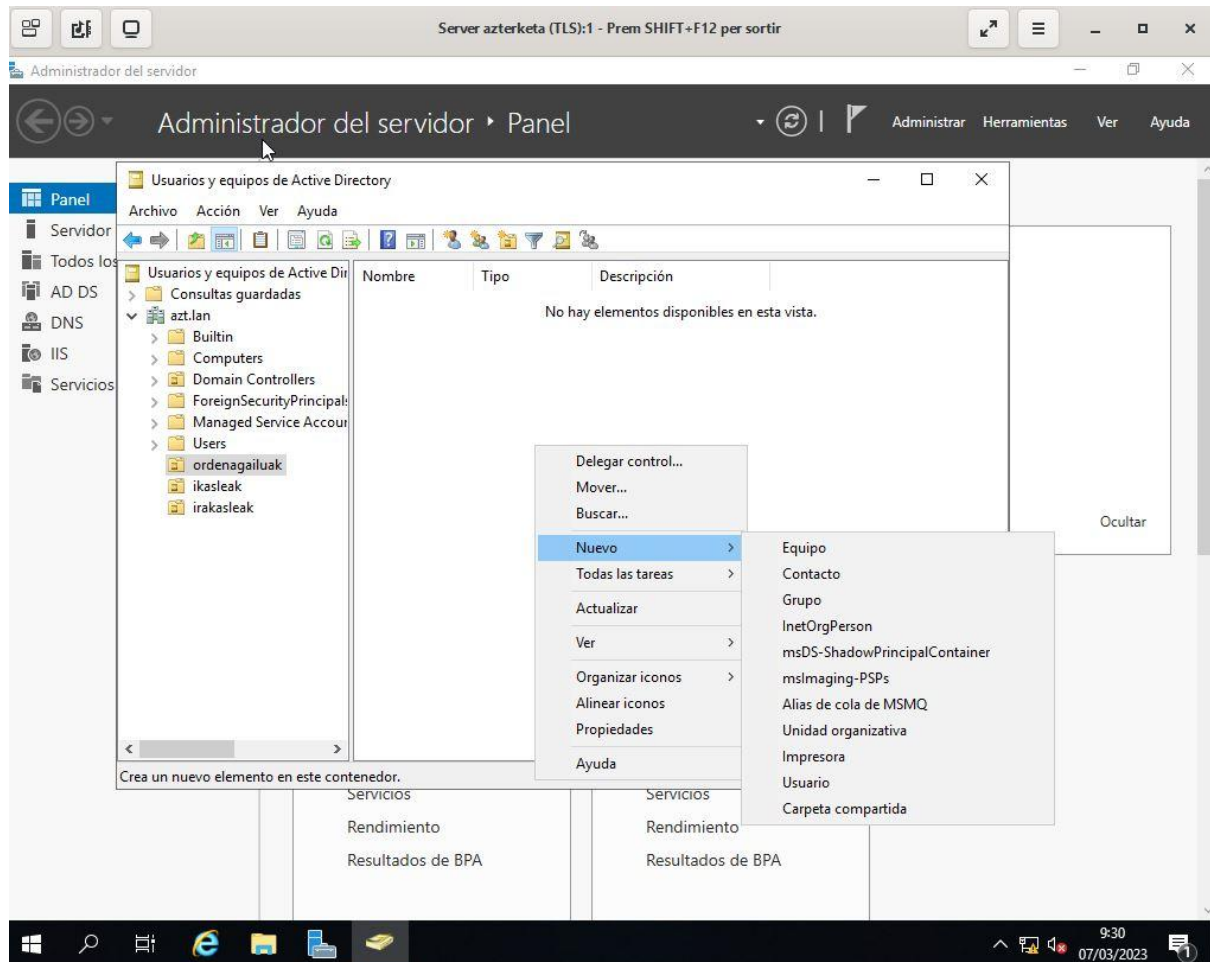 Server azterketa (TLS):1 - Prem SHIFT+F12 per sortir
Administrador del servidor
Administrador del servidor
Panel
Administrar
Herramientas
Ver
Ayuda
Panel
Servidor
Todos los
AD DS
DNS
IIS
Servicios
Usuarios y equipos de Active Directory
Archivo
Acción
Ver
Ayuda
Usuarios y equipos de Active Dir
Consultas guardadas
azt.lan
Builtin
Computers
Domain Controllers
ForeignSecurityPrincipals
Managed Service Accour
Users
ordenagailuak
ikasleak
irakasleak
Nombre
Tipo
Descripción
No hay elementos disponibles en esta vista.
Delegar control...
Mover...
Buscar...
Nuevo
Todas las tareas
Actualizar
Ver
Organizar iconos
Alinear iconos
Propiedades
Ayuda
Equipo
Contacto
Grupo
InetOrgPerson
msDS-ShadowPrincipalContainer
msImaging-PSPs
Alias de cola de MSMQ
Unidad organizativa
Impresora
Usuario
Carpeta compartida
Ocultar
Crea un nuevo elemento en este contenedor.
Servicios
Rendimiento
Resultados de BPA
Servicios
Rendimiento
Resultados de BPA
9:30
07/03/2023
1